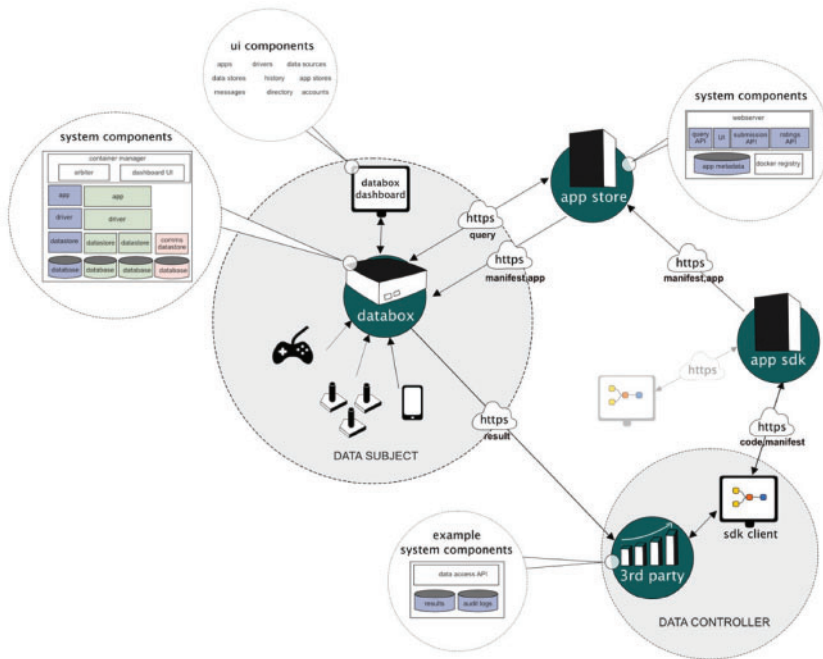 ui components
apps drivers data sources
data stores history app stores
messages directory accounts
system components
container manager
arbiter dashboard UI
app app
driver driver
datastore datastore datastore comms datastore
database database database database
databox dashboard
https
query
https
manifest,app
app store
system components
webserver
query API UI submission API ratings API
app metadata docker registry
https
manifest,app
databox
app sdk
https
https
code,manifest
https
result
DATA SUBJECT
sdk client
example
system components
data access API
results audit logs
3rd party
DATA CONTROLLER